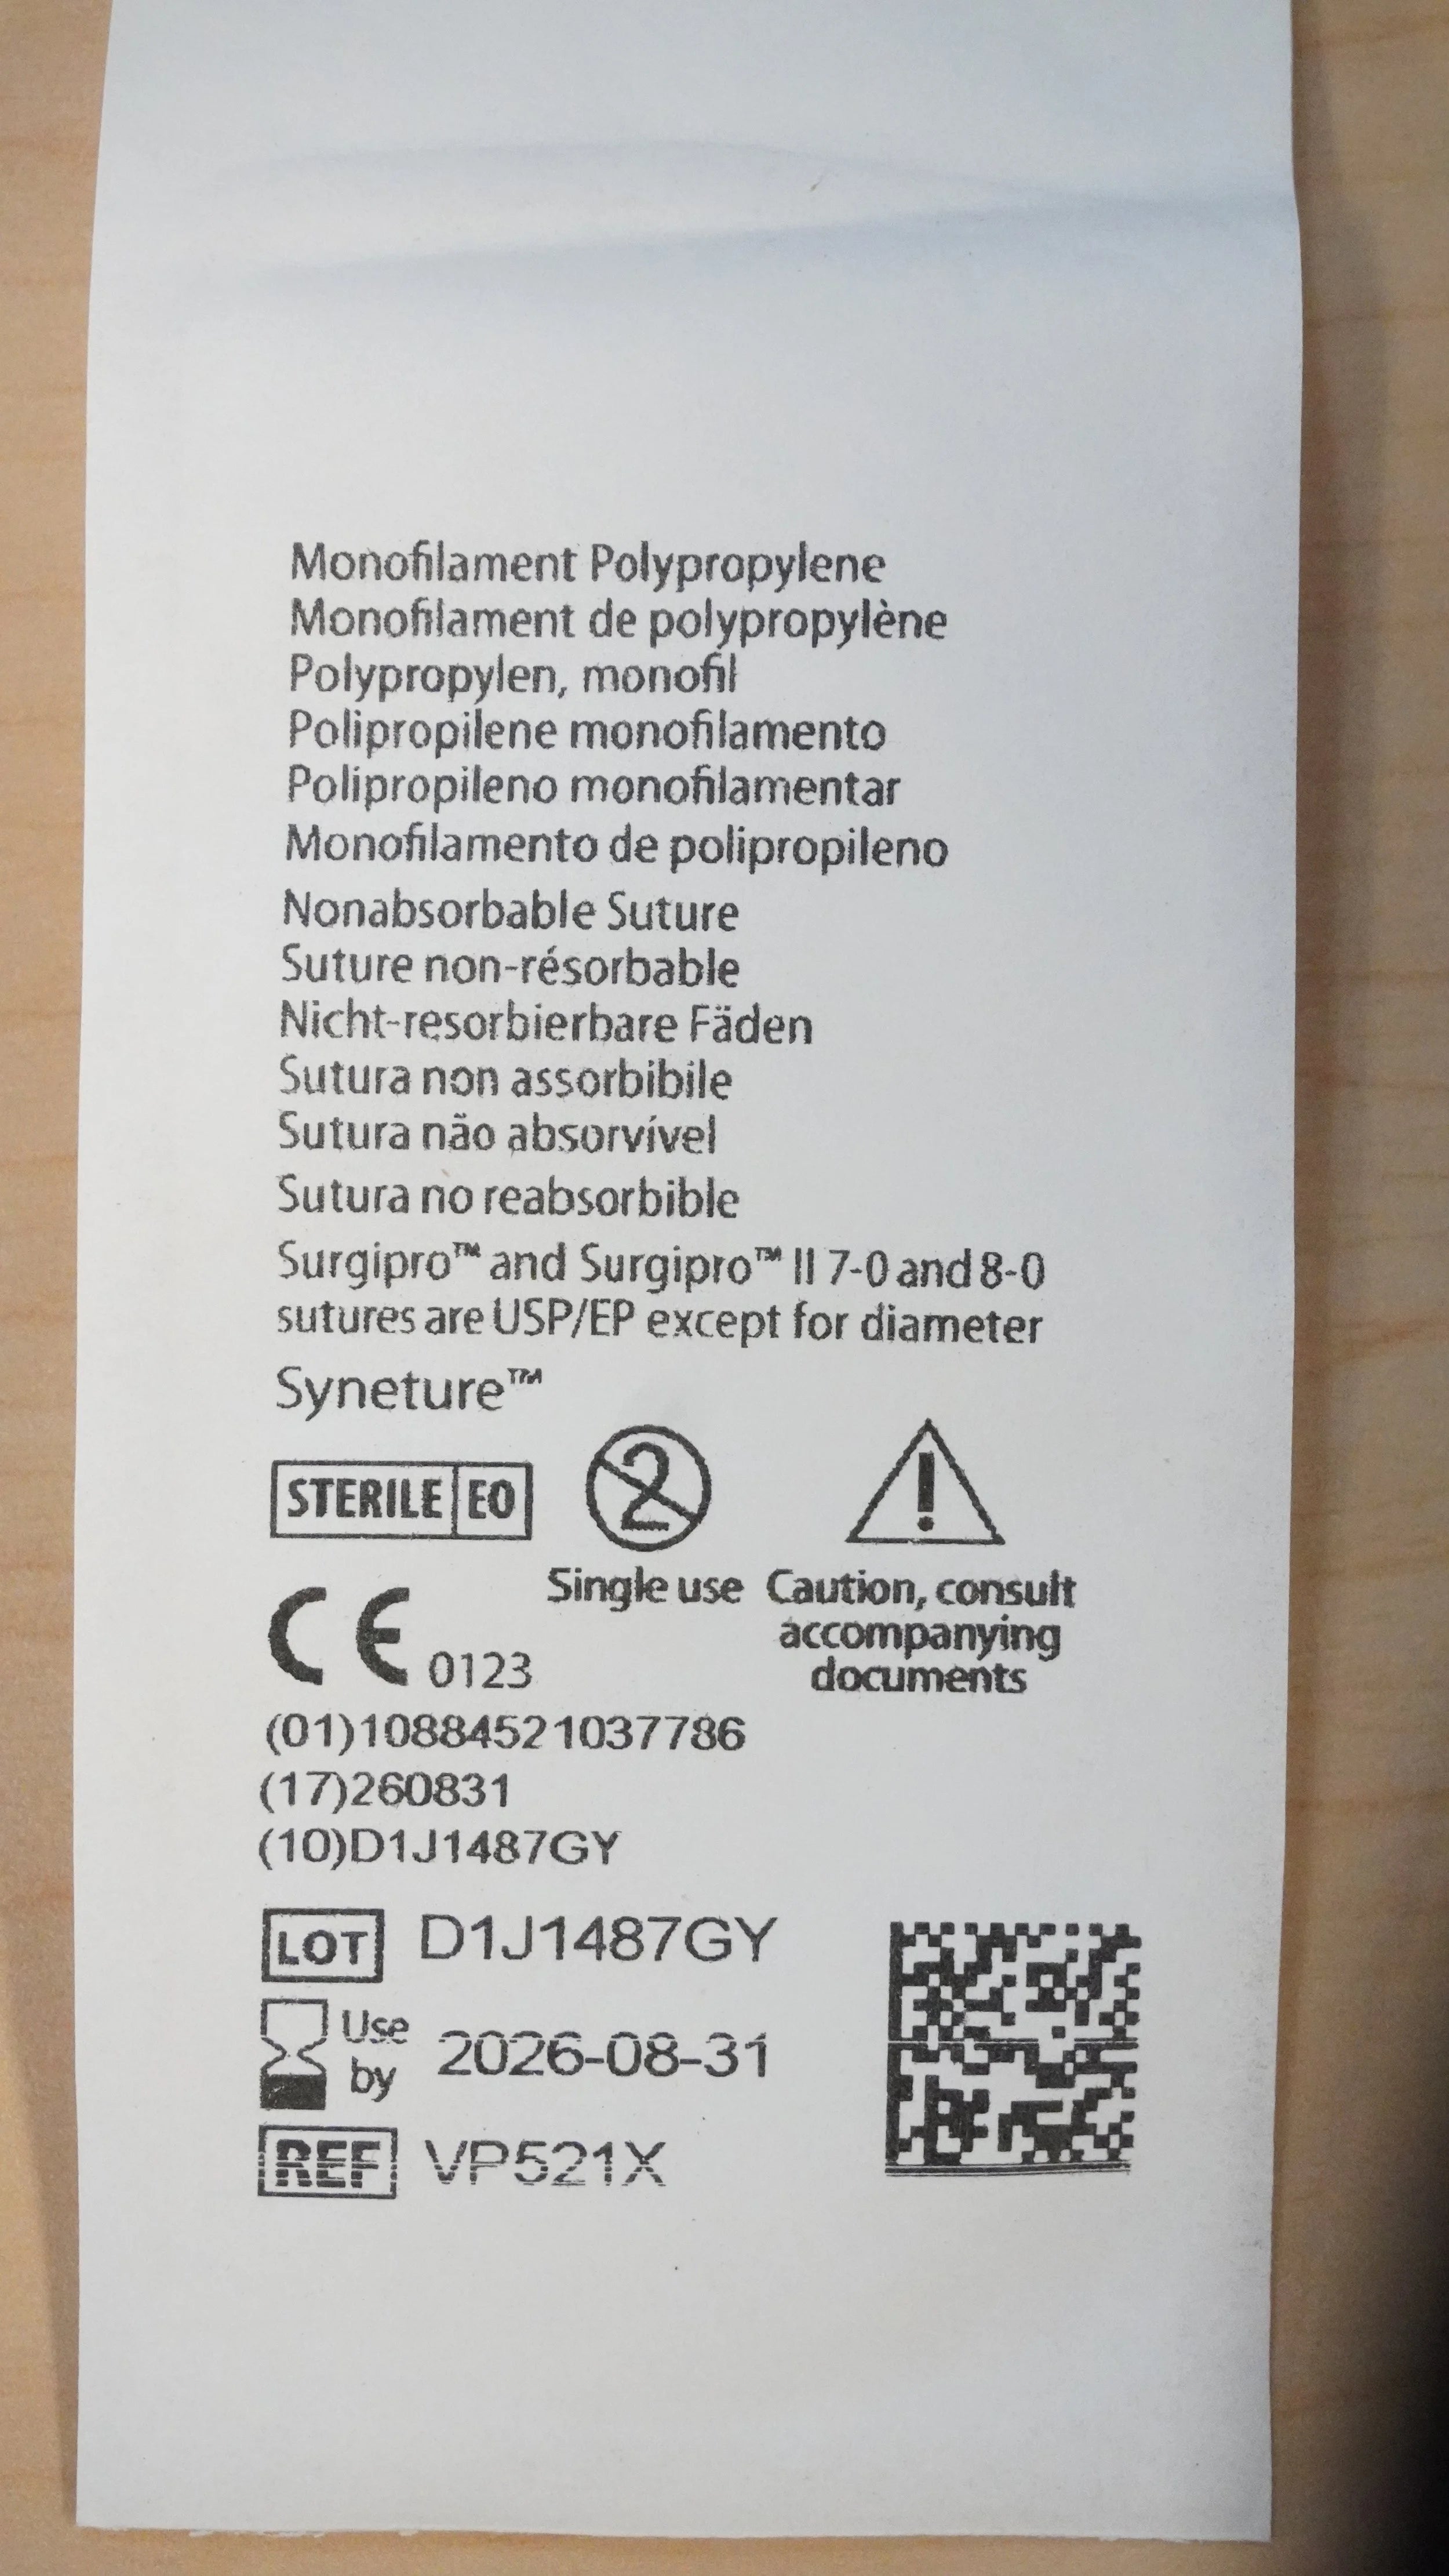 Monofilament Polypropylene
Monofilament de polypropylène
Polypropylen, monofil
Polipropilene monofilamento
Polipropileno monofilamentar
Monofilamento de polipropileno
Nonabsorbable Suture
Suture non-résorbable
Nicht-resorbierbare Fäden
Sutura non assorbibile
Sutura não absorvível
Sutura no reabsorbible
Surgipro™ and Surgipro™ II 7-0 and 8-0
sutures are USP/EP except for diameter
Syneture™
STERILE EO 2
Single use Caution, consult
accompanying
documents
CE 0123
(01)10884521037786
(17)260831
(10)D1J1487GY
LOT D1J1487GY
Use by 2026-08-31
REF VP521X